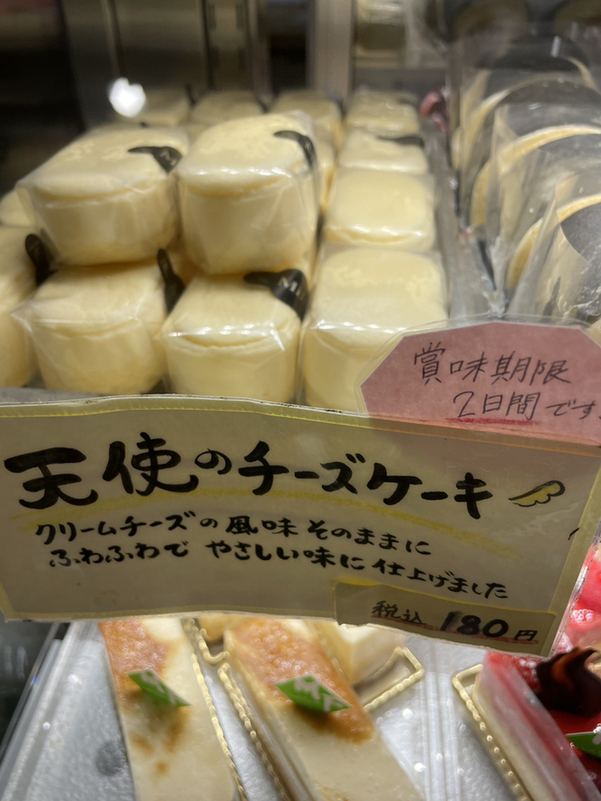 賞味期限
2日間です。
天使のチーズケーキ
クリームチーズの風味そのままに
ふわふわで やさしい味に仕上げました
税込 180円